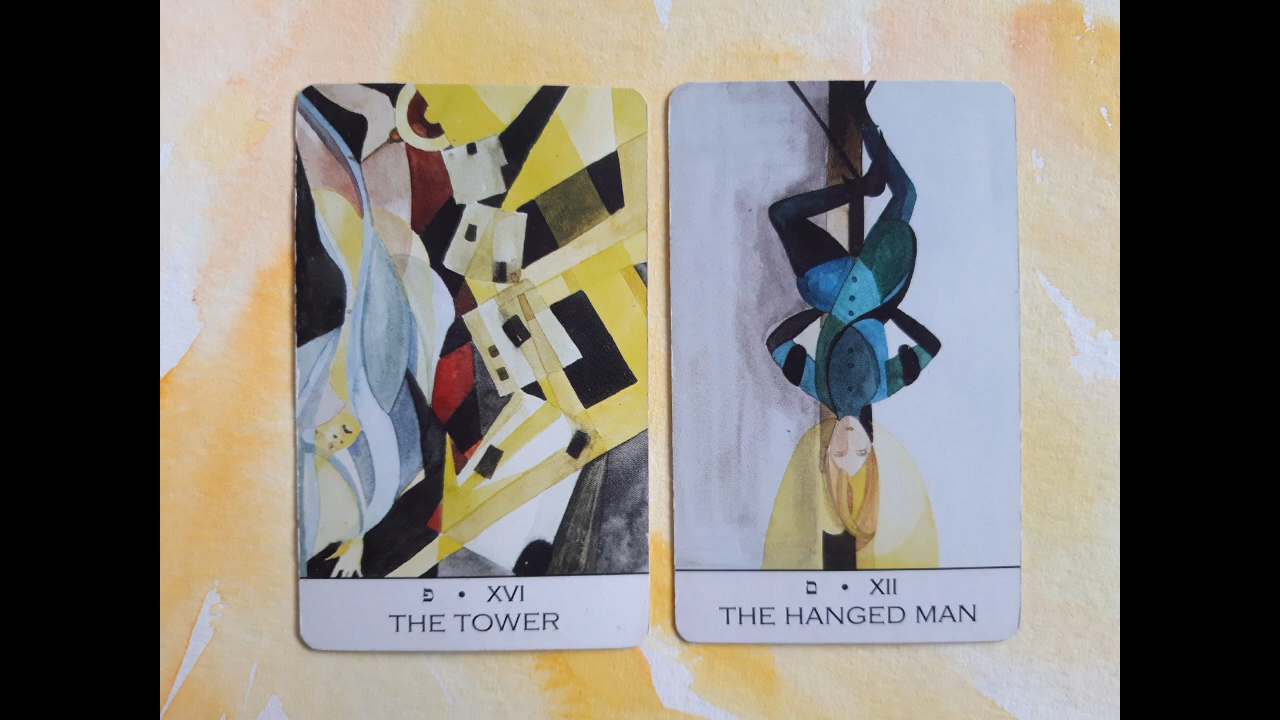 פ • XVI
THE TOWER
מ • XII
THE HANGED MAN